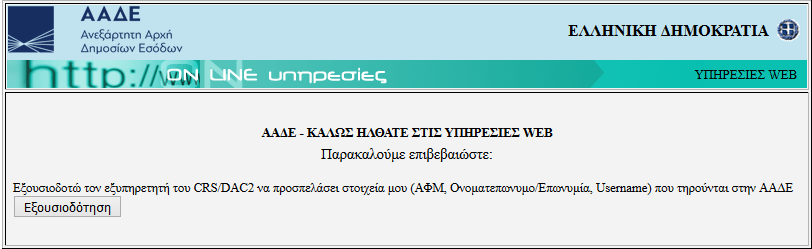 ΑΑΔΕ
Ανεξάρτητη Αρχή
Δημοσίων Εσόδων
ΕΛΛΗΝΙΚΗ ΔΗΜΟΚΡΑΤΙΑ
http://www
ON LINE υπηρεσίες
ΥΠΗΡΕΣΙΕΣ WEB
ΑΑΔΕ - ΚΑΛΩΣ ΗΛΘΑΤΕ ΣΤΙΣ ΥΠΗΡΕΣΙΕΣ WEB
Παρακαλούμε επιβεβαιώστε:
Εξουσιοδοτώ τον εξυπηρετητή του CRS/DAC2 να προσπελάσει στοιχεία μου (ΑΦΜ, Ονοματεπωνυμο/Επωνυμία, Username) που τηρούνται στην ΑΑΔΕ
Εξουσιοδότηση